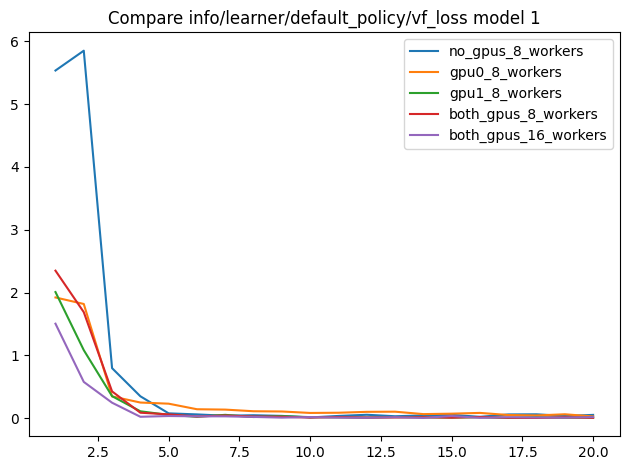 Compare info/learner/default_policy/vf_loss model 1
6
5
4
3
2
1
0
no_gpus_8_workers
gpu0_8_workers
gpu1_8_workers
both_gpus_8_workers
both_gpus_16_workers
2.5 5.0 7.5 10.0 12.5 15.0 17.5 20.0